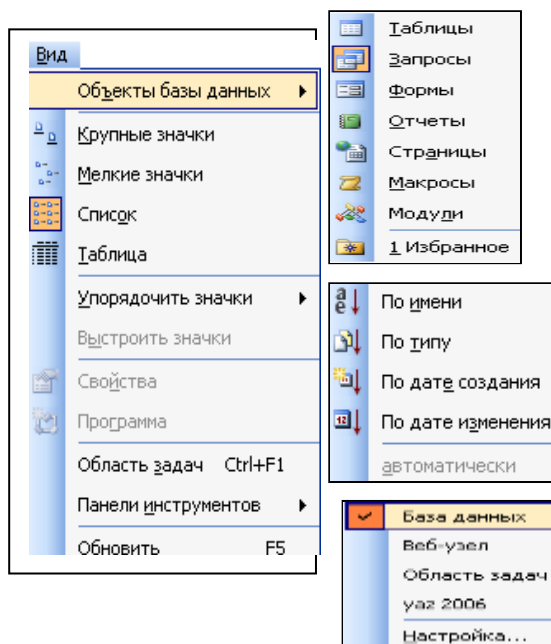 Вид
Объекты базы данных
Крупные значки
Мелкие значки
Список
Таблица
Упорядочить значки
Выстроить значки
Свойства
Программа
Область задач Ctrl+F1
Панели инструментов
Обновить F5
Таблицы
Запросы
Формы
Отчеты
Страницы
Макросы
Модули
1 Избранное
По имени
По типу
По дате создания
По дате изменения
автоматически
База данных
Веб-узел
Область задач
yaz 2006
Настройка...